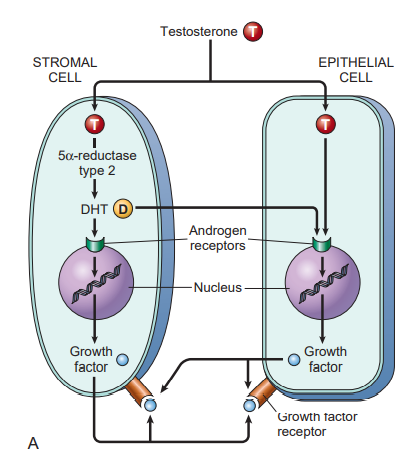 Testosterone T
STROMAL
CELL
EPITHELIAL
CELL
T
T
5α-reductase
type 2
DHT D
Androgen
receptors
Nucleus
Growth
factor
Growth
factor
Growth factor
receptor
A